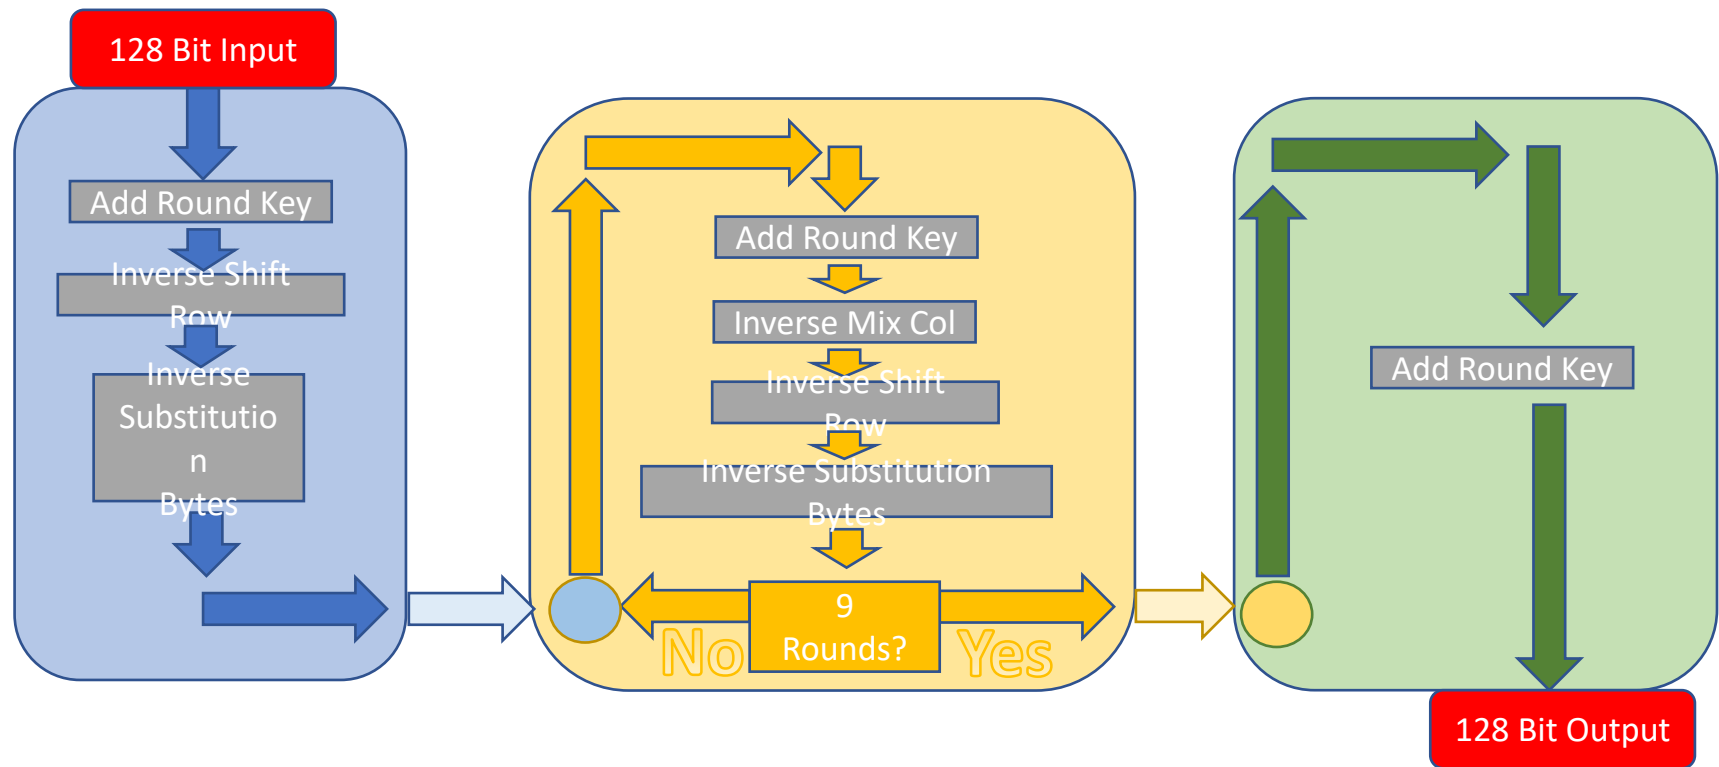 128 Bit Input
Add Round Key
Inverse Shift
Row
Inverse
Substitutio
n
Bytes
Add Round Key
Inverse Mix Col
Inverse Shift
Row
Inverse Substitution
Bytes
9
Rounds?
No
Yes
Add Round Key
128 Bit Output